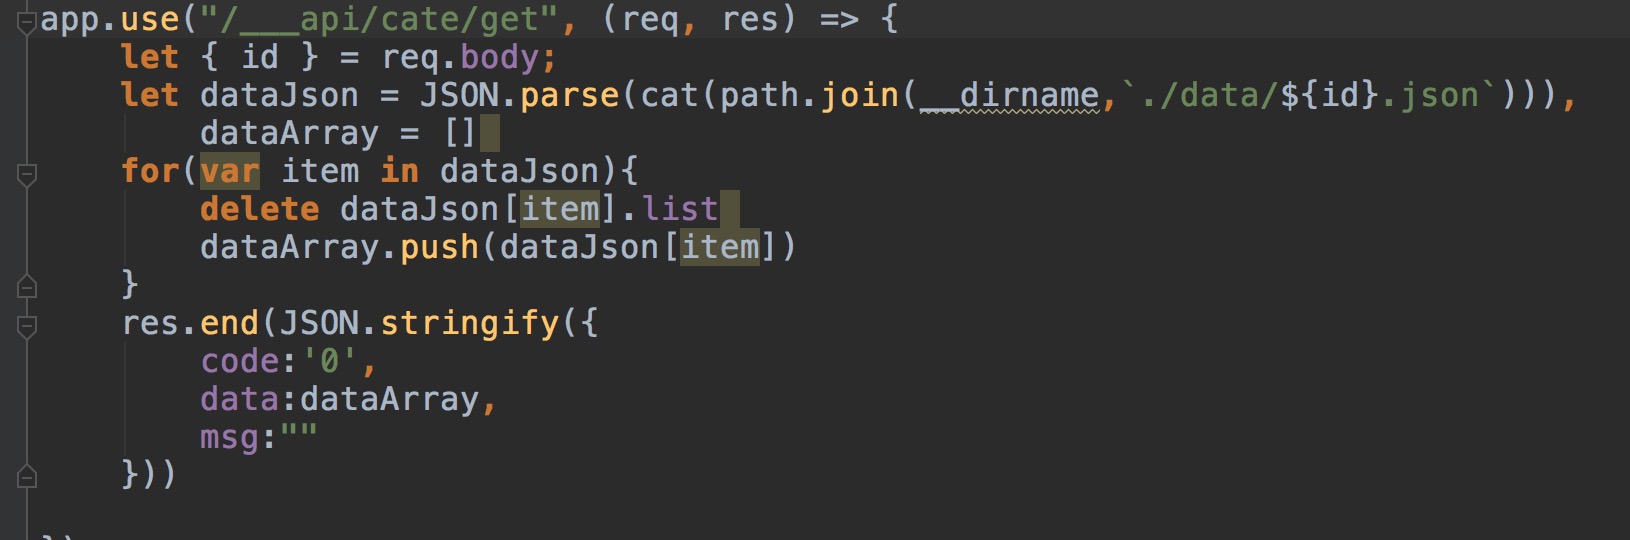 app.use("/___api/cate/get", (req, res) => {
    let { id } = req.body;
    let dataJson = JSON.parse(cat(path.join(__dirname,`./data/${id}.json`))),
        dataArray = []
    for(var item in dataJson){
        delete dataJson[item].list
        dataArray.push(dataJson[item])
    }
    res.end(JSON.stringify({
        code:'0',
        data:dataArray,
        msg:""
    }))
})